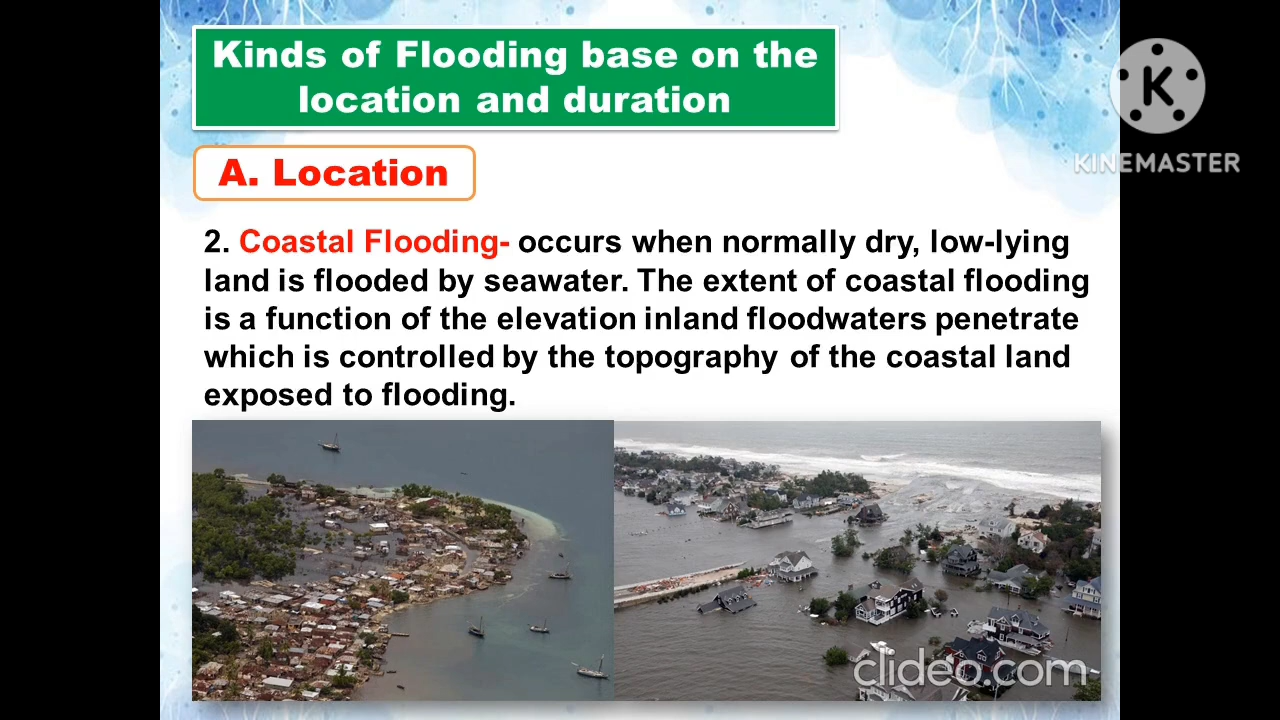 Kinds of Flooding base on the
location and duration
K
KINEMASTER
A. Location
2. Coastal Flooding- occurs when normally dry, low-lying
land is flooded by seawater. The extent of coastal flooding
is a function of the elevation inland floodwaters penetrate
which is controlled by the topography of the coastal land
exposed to flooding.
clideo.com